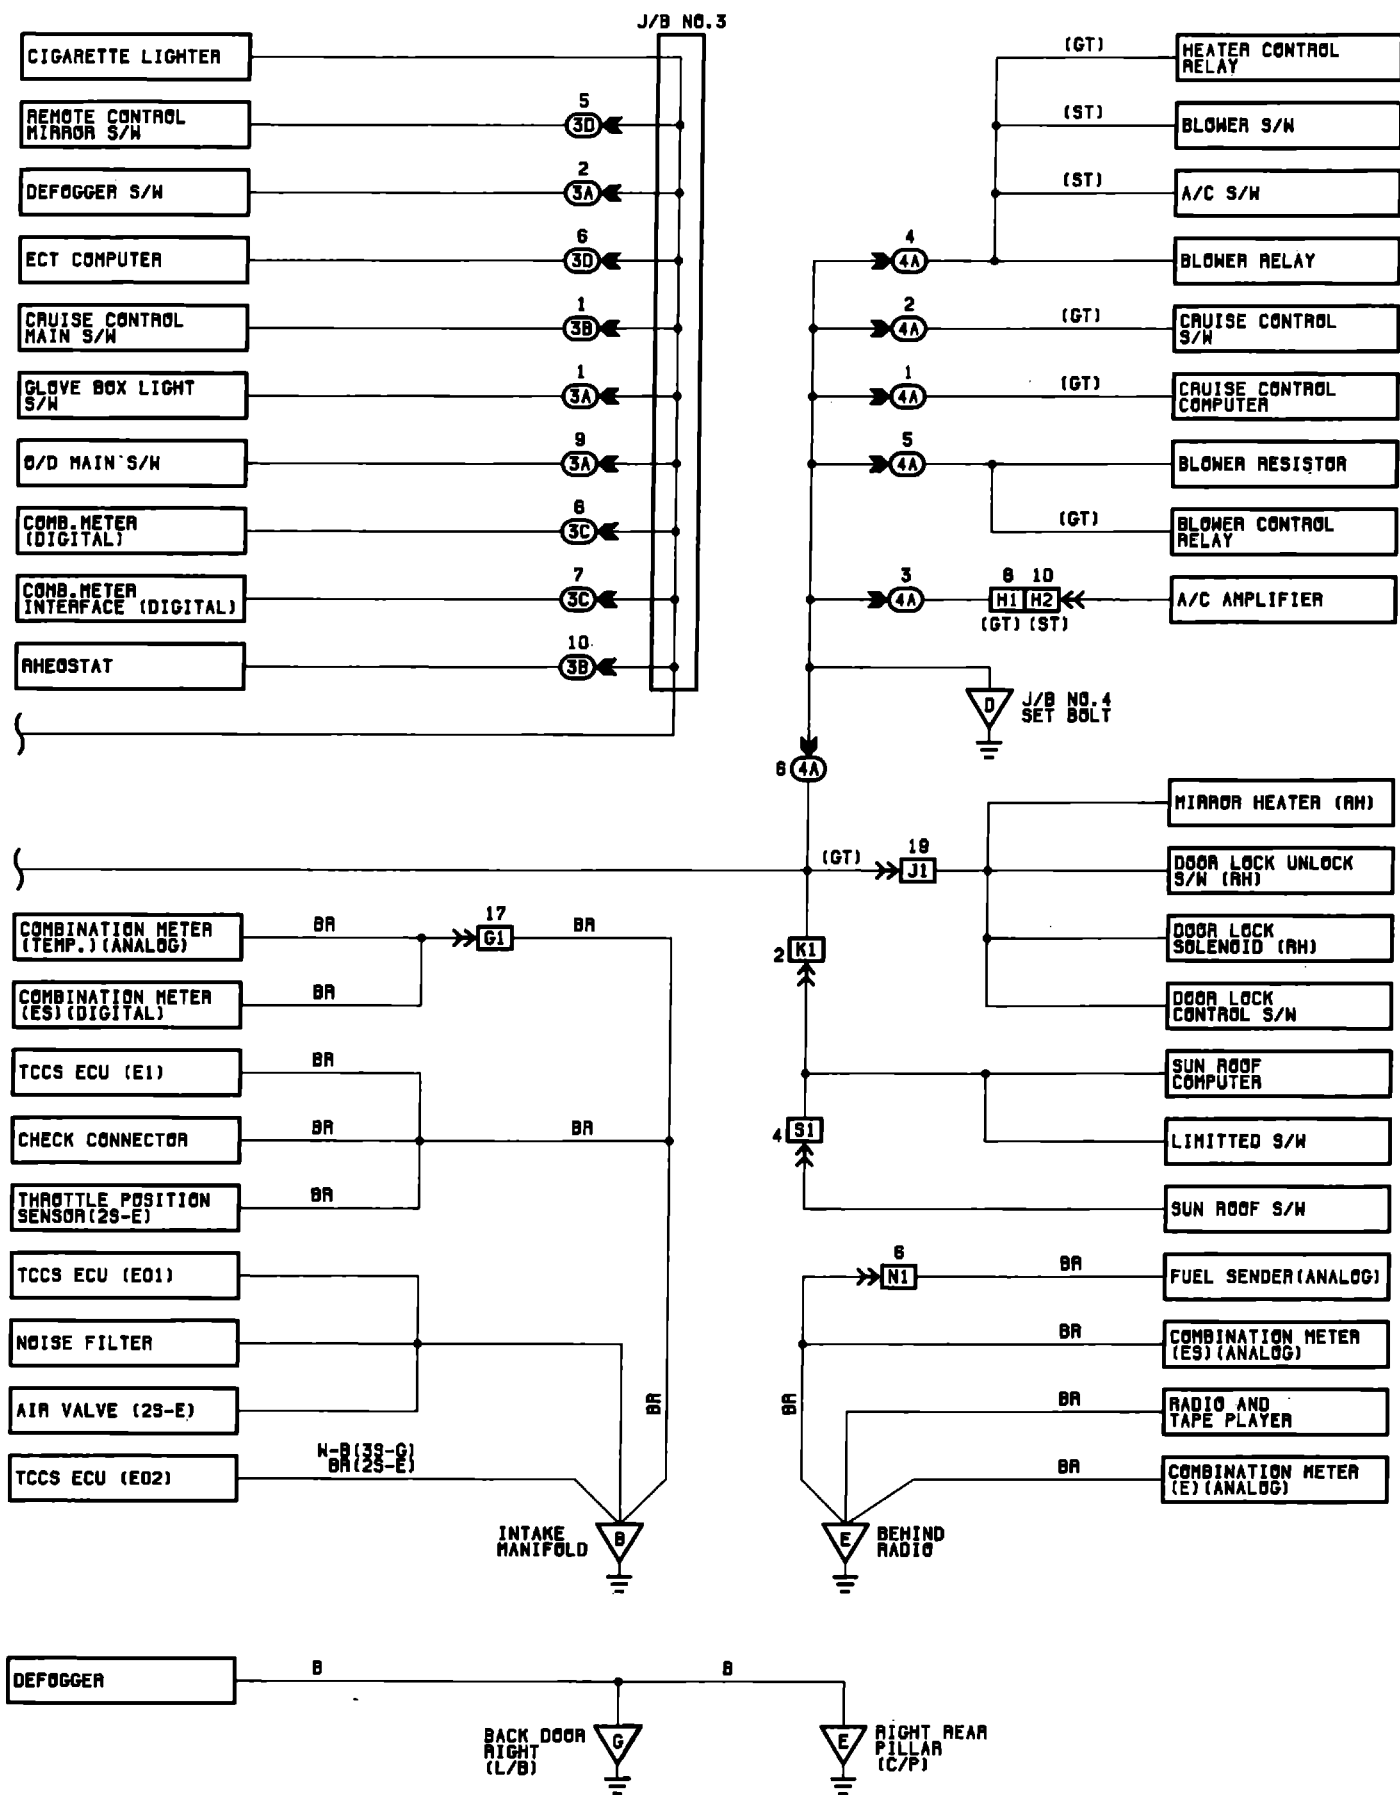 J/B NO.3
CIGARETTE LIGHTER
REMOTE CONTROL
MIRROR S/W
5
3D
DEFOGGER S/W
2
3A
ECT COMPUTER
6
3D
CRUISE CONTROL
MAIN S/W
1
3B
GLOVE BOX LIGHT
S/W
1
3A
O/D MAIN S/W
9
3A
COMB.METER
(DIGITAL)
6
3C
COMB.METER
INTERFACE (DIGITAL)
7
3C
RHEOSTAT
10
3B
(GT)
HEATER CONTROL
RELAY
(ST)
BLOWER S/W
(ST)
A/C S/W
4
4A
BLOWER RELAY
2
4A
(GT)
CRUISE CONTROL
S/W
1
4A
(GT)
CRUISE CONTROL
COMPUTER
5
4A
BLOWER RESISTOR
(GT)
BLOWER CONTROL
RELAY
3
4A
8 10
H1 H2
(GT) (ST)
A/C AMPLIFIER
D
J/B NO.4
SET BOLT
6 4A
MIRROR HEATER (RH)
(GT)
19
J1
DOOR LOCK UNLOCK
S/W (RH)
DOOR LOCK
SOLENOID (RH)
DOOR LOCK
CONTROL S/W
2 K1
SUN ROOF
COMPUTER
4 S1
LIMITTED S/W
SUN ROOF S/W
COMBINATION METER
(TEMP.) (ANALOG)
BR
17
G1
BR
COMBINATION METER
(ES) (DIGITAL)
BR
TCCS ECU (E1)
BR
CHECK CONNECTOR
BR
BR
THROTTLE POSITION
SENSOR(2S-E)
BR
TCCS ECU (E01)
NOISE FILTER
AIR VALVE (2S-E)
BR
TCCS ECU (E02)
W-B(3S-G)
BR(2S-E)
INTAKE
MANIFOLD
B
6
N1
BR
FUEL SENDER(ANALOG)
BR
COMBINATION METER
(ES) (ANALOG)
BR
BR
RADIO AND
TAPE PLAYER
BR
COMBINATION METER
(E) (ANALOG)
E
BEHIND
RADIO
DEFOGGER
B
B
BACK DOOR
RIGHT
(L/B)
G
E
RIGHT REAR
PILLAR
(C/P)